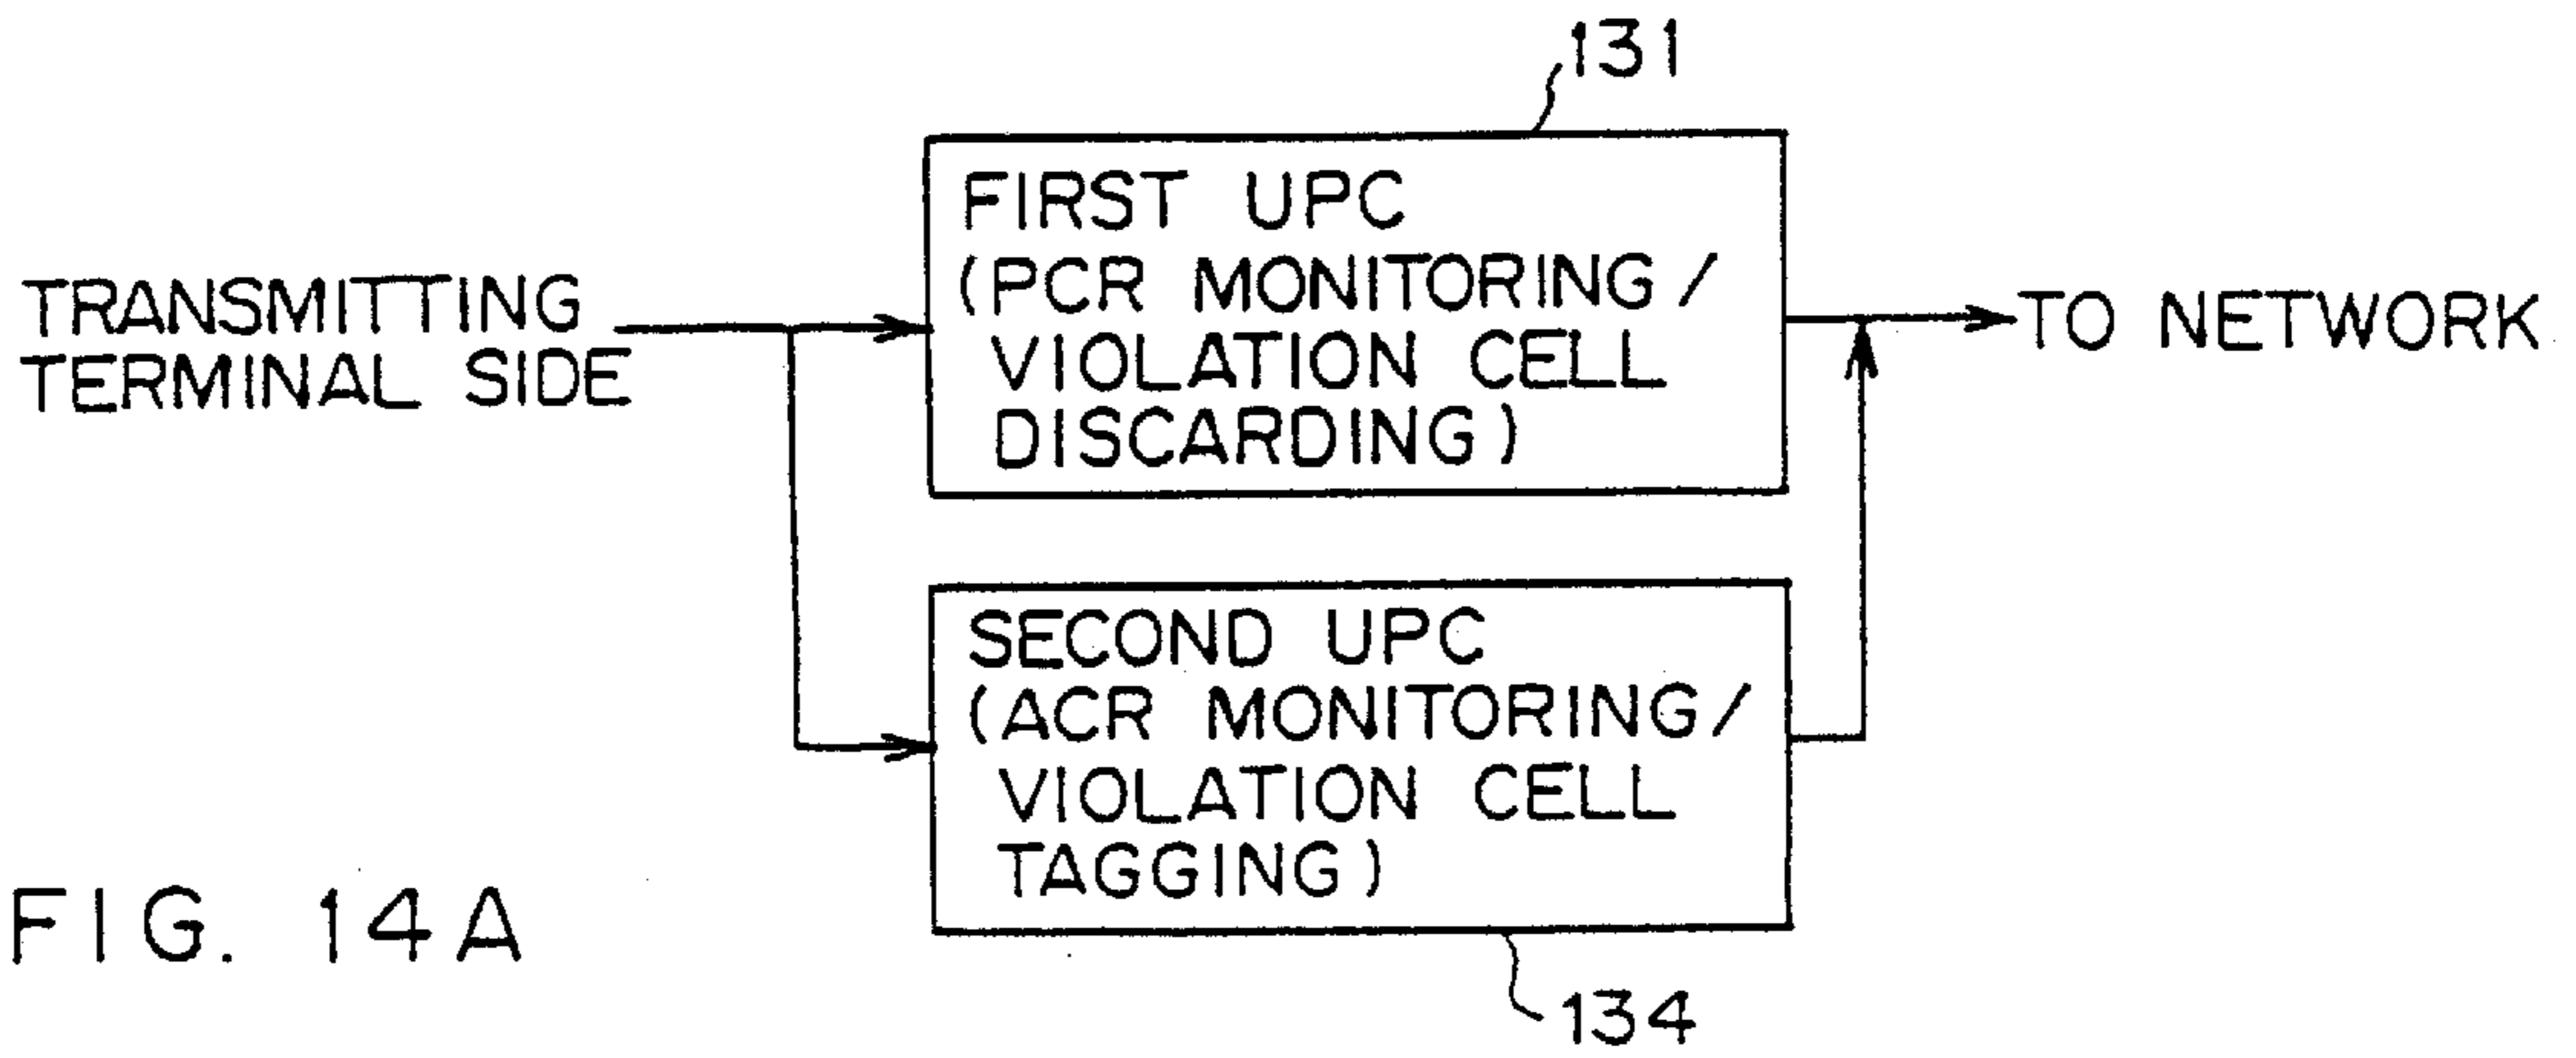 131
FIRST UPC
(PCR MONITORING/
VIOLATION CELL
DISCARDING)
TRANSMITTING
TERMINAL SIDE
TO NETWORK
SECOND UPC
(ACR MONITORING/
VIOLATION CELL
TAGGING)
134
FIG. 14A